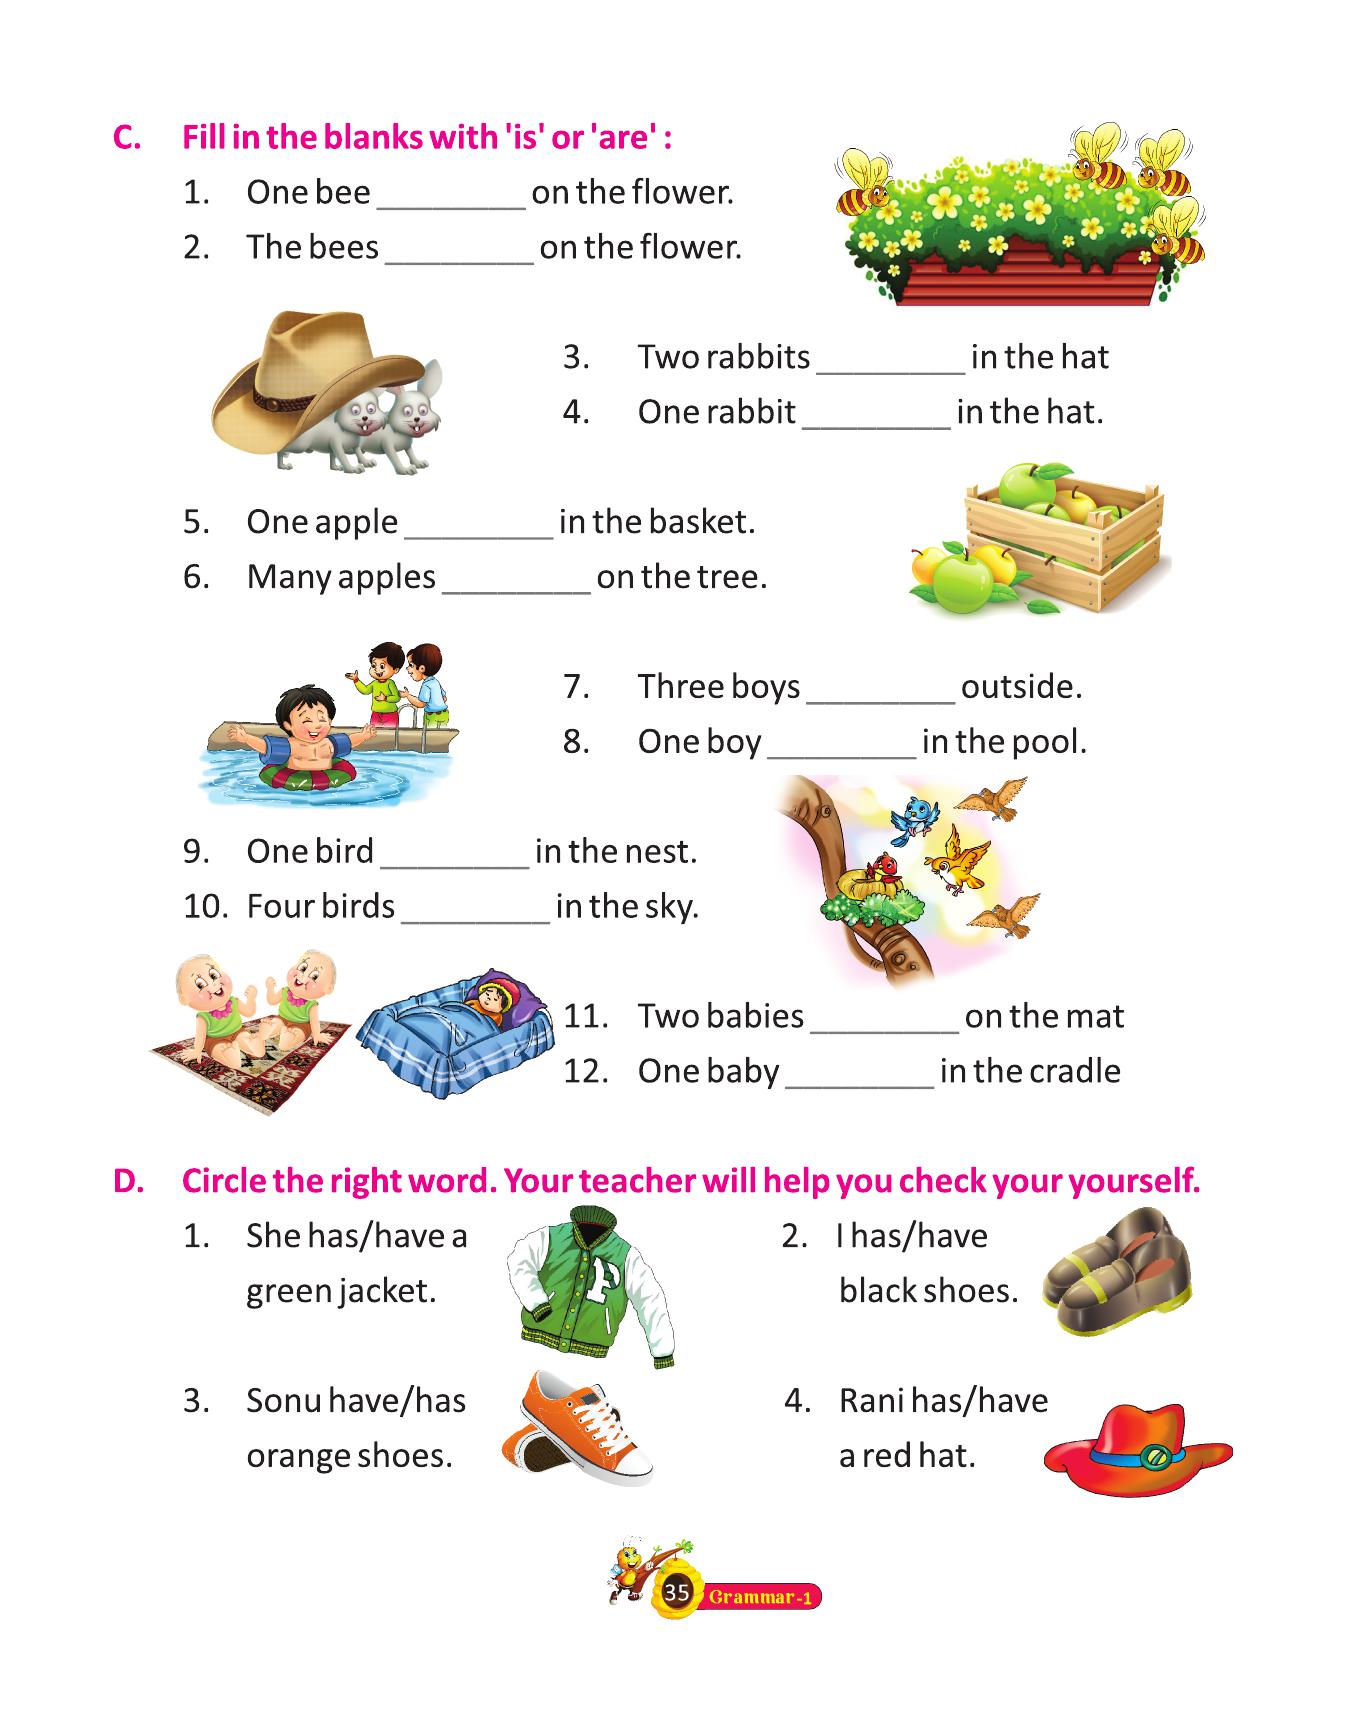 C. Fill in the blanks with 'is' or 'are' :
1. One bee ________ on the flower.
2. The bees ________ on the flower.
3. Two rabbits ________ in the hat
4. One rabbit ________ in the hat.
5. One apple ________ in the basket.
6. Many apples ________ on the tree.
7. Three boys ________ outside.
8. One boy ________ in the pool.
9. One bird ________ in the nest.
10. Four birds ________ in the sky.
11. Two babies ________ on the mat
12. One baby ________ in the cradle
D. Circle the right word. Your teacher will help you check your yourself.
1. She has/have a
green jacket.
P
2. I has/have
black shoes.
3. Sonu have/has
orange shoes.
4. Rani has/have
a red hat.
35 Grammar-1